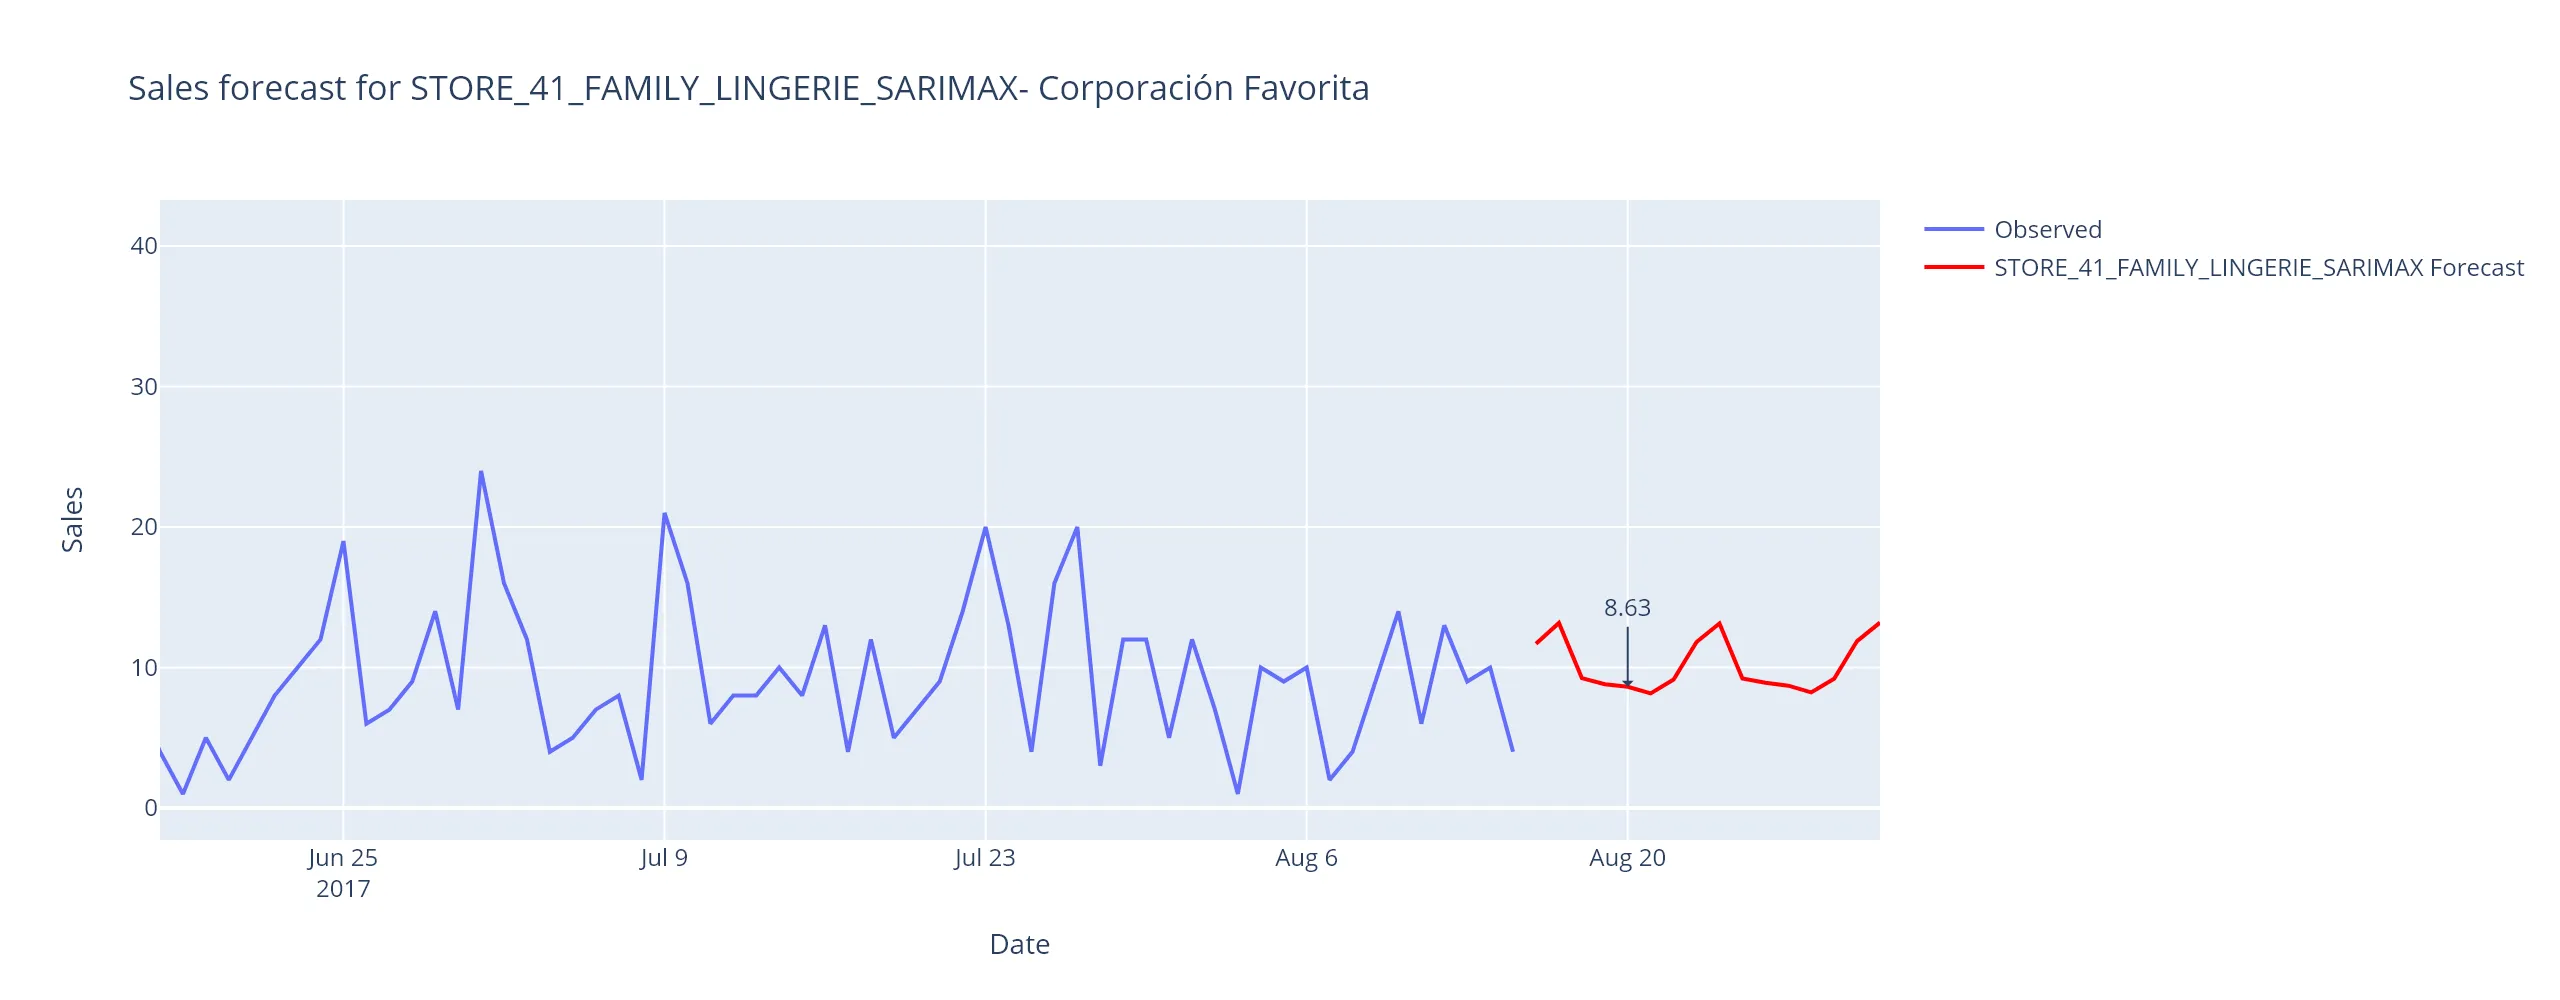 Sales forecast for STORE_41_FAMILY_LINGERIE_SARIMAX- Corporación Favorita
Observed
STORE_41_FAMILY_LINGERIE_SARIMAX Forecast
40
30
20
10
0
Sales
8.63
Jun 25
2017
Jul 9
Jul 23
Aug 6
Aug 20
Date